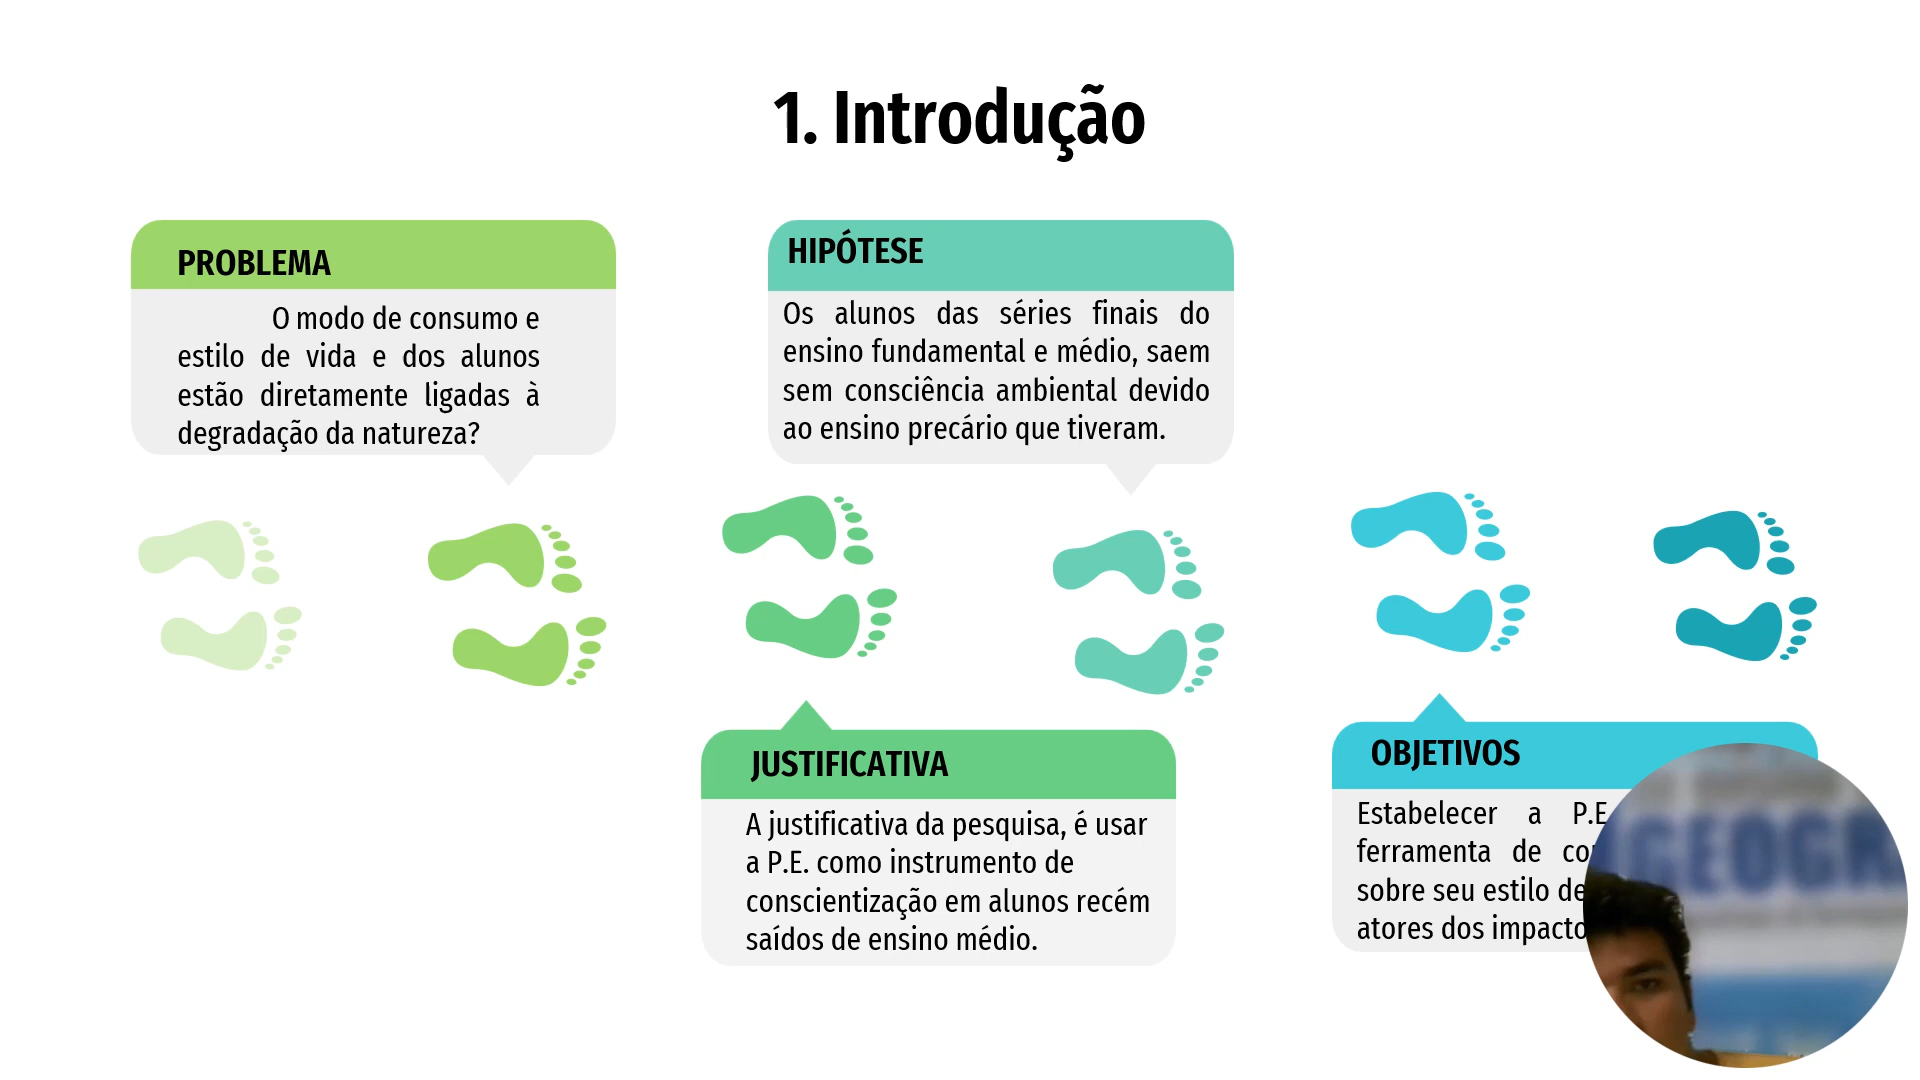 1. Introdução
PROBLEMA
O modo de consumo e
estilo de vida e dos alunos
estão diretamente ligadas à
degradação da natureza?
HIPÓTESE
Os alunos das séries finais do
ensino fundamental e médio, saem
sem consciência ambiental devido
ao ensino precário que tiveram.
JUSTIFICATIVA
A justificativa da pesquisa, é usar
a P.E. como instrumento de
conscientização em alunos recém
saídos de ensino médio.
OBJETIVOS
Estabelecer a P.E
ferramenta de
sobre seu estilo de
atores dos